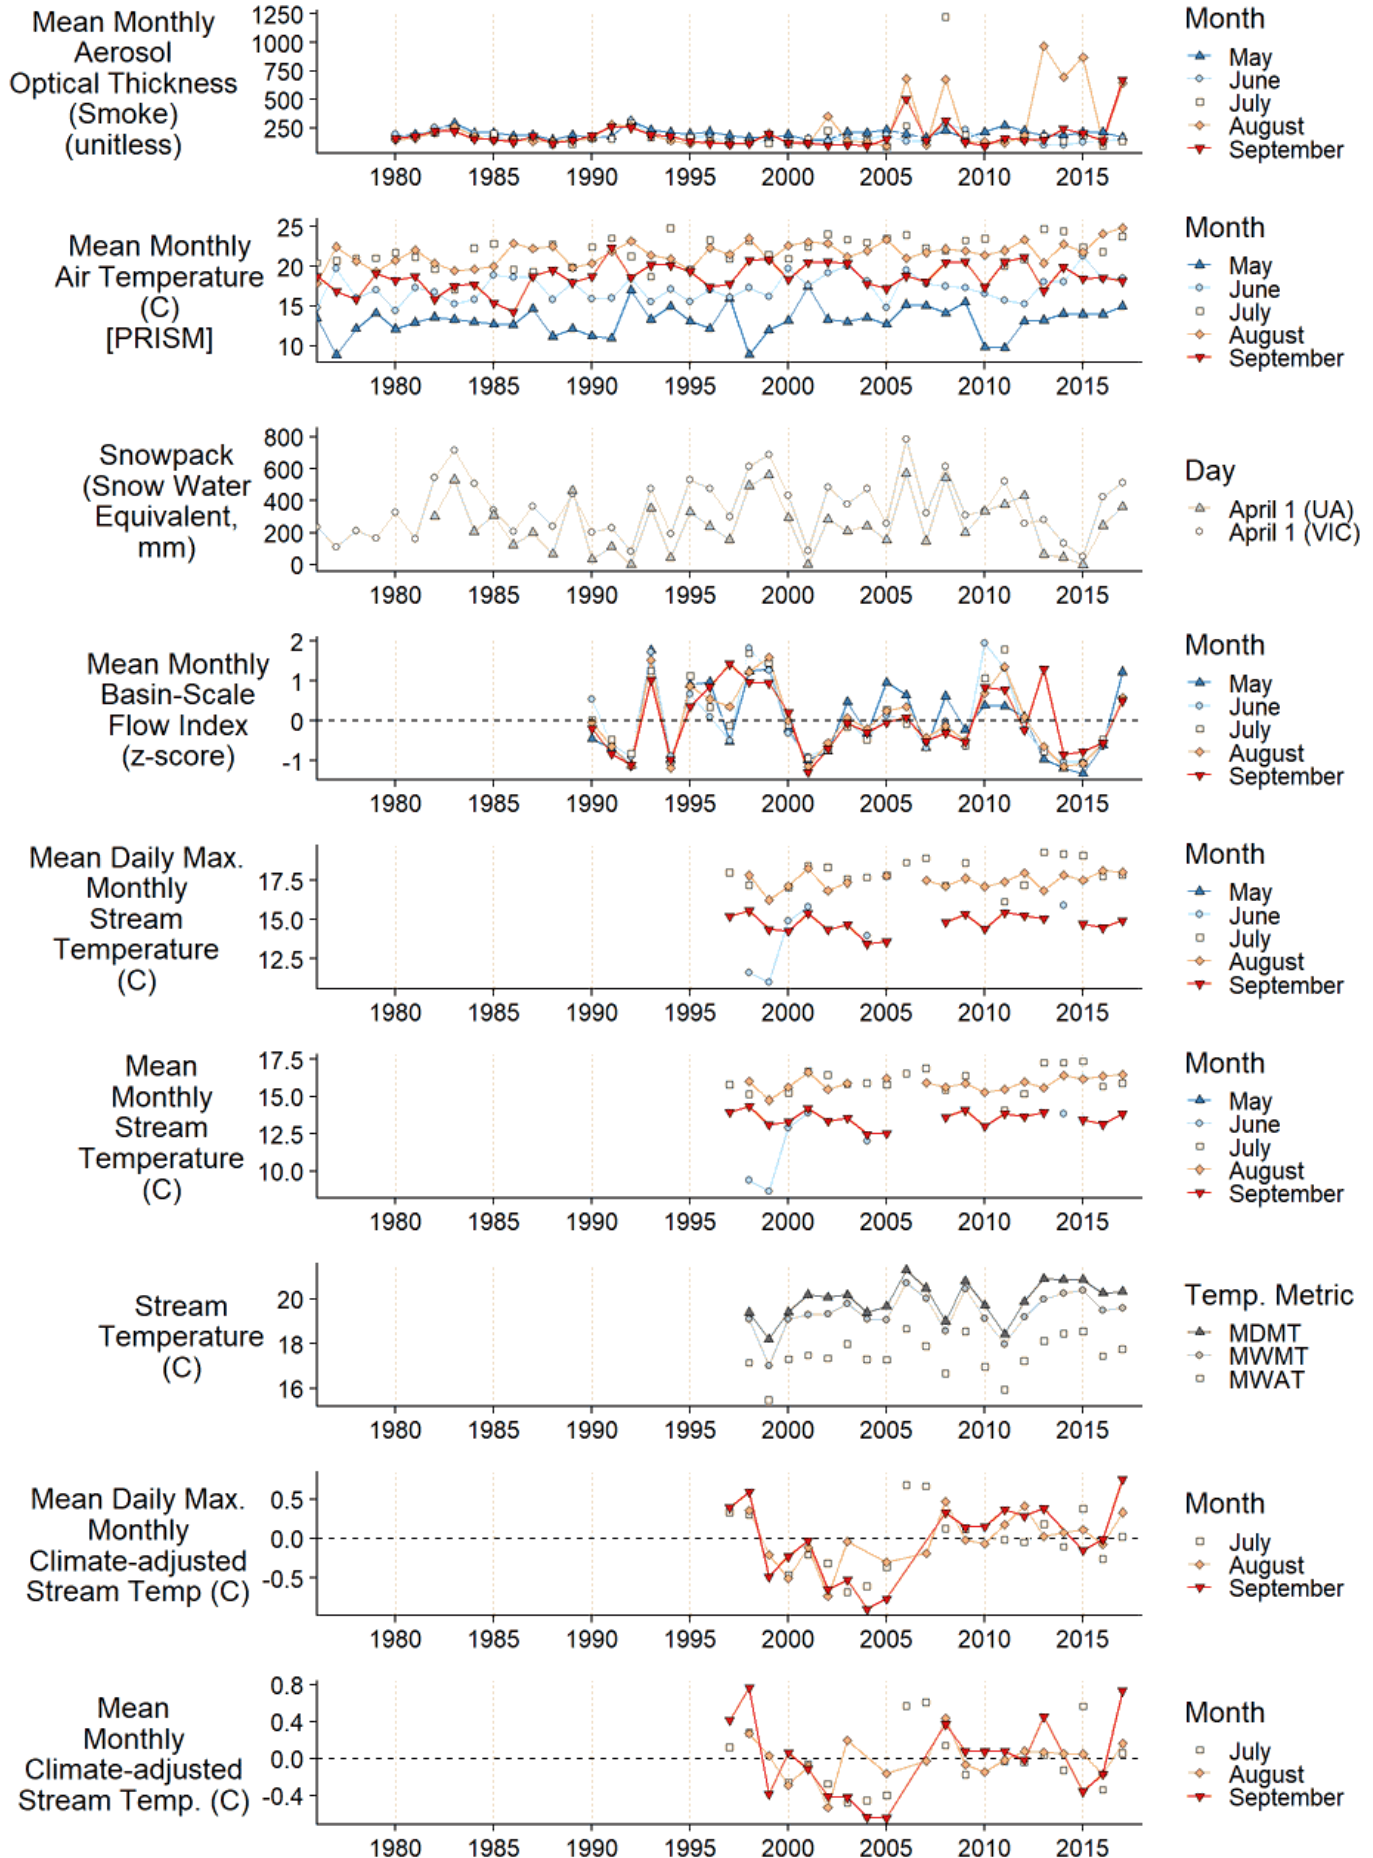 Mean Monthly
Aerosol
Optical Thickness
(Smoke)
(unitless)
1250
1000
750
500
250
1980 1985 1990 1995 2000 2005 2010 2015
Month
May
June
July
August
September
Mean Monthly
Air Temperature
(C)
[PRISM]
25
20
15
10
1980 1985 1990 1995 2000 2005 2010 2015
Month
May
June
July
August
September
Snowpack
(Snow Water
Equivalent,
mm)
800
600
400
200
0
1980 1985 1990 1995 2000 2005 2010 2015
Day
April 1 (UA)
April 1 (VIC)
Mean Monthly
Basin-Scale
Flow Index
(z-score)
2
1
0
-1
1980 1985 1990 1995 2000 2005 2010 2015
Month
May
June
July
August
September
Mean Daily Max.
Monthly
Stream
Temperature
(C)
17.5
15.0
12.5
1980 1985 1990 1995 2000 2005 2010 2015
Month
May
June
July
August
September
Mean
Monthly
Stream
Temperature
(C)
17.5
15.0
12.5
10.0
1980 1985 1990 1995 2000 2005 2010 2015
Month
May
June
July
August
September
Stream
Temperature
(C)
20
18
16
1980 1985 1990 1995 2000 2005 2010 2015
Temp. Metric
MDMT
MWMT
MWAT
Mean Daily Max.
Monthly
Climate-adjusted
Stream Temp (C)
0.5
0.0
-0.5
1980 1985 1990 1995 2000 2005 2010 2015
Month
July
August
September
Mean
Monthly
Climate-adjusted
Stream Temp. (C)
0.8
0.4
0.0
-0.4
1980 1985 1990 1995 2000 2005 2010 2015
Month
July
August
September